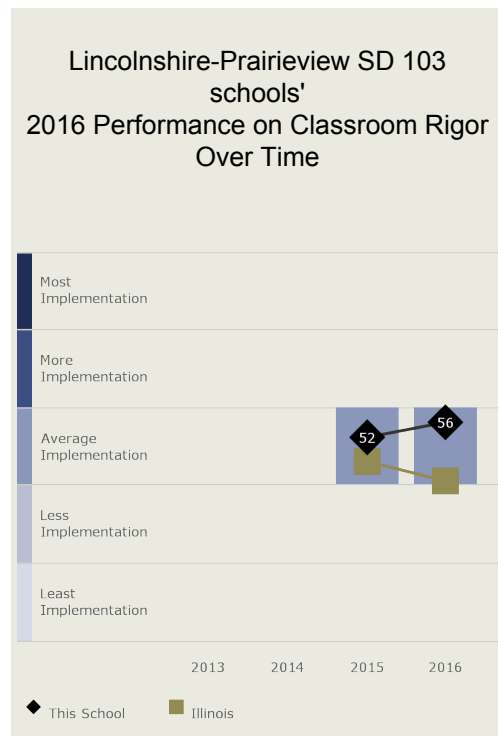 Lincolnshire-Prairieview SD 103
schools'
2016 Performance on Classroom Rigor
Over Time
Most
Implementation
More
Implementation
Average
Implementation
52
56
Less
Implementation
Least
Implementation
2013 2014 2015 2016
This School Illinois